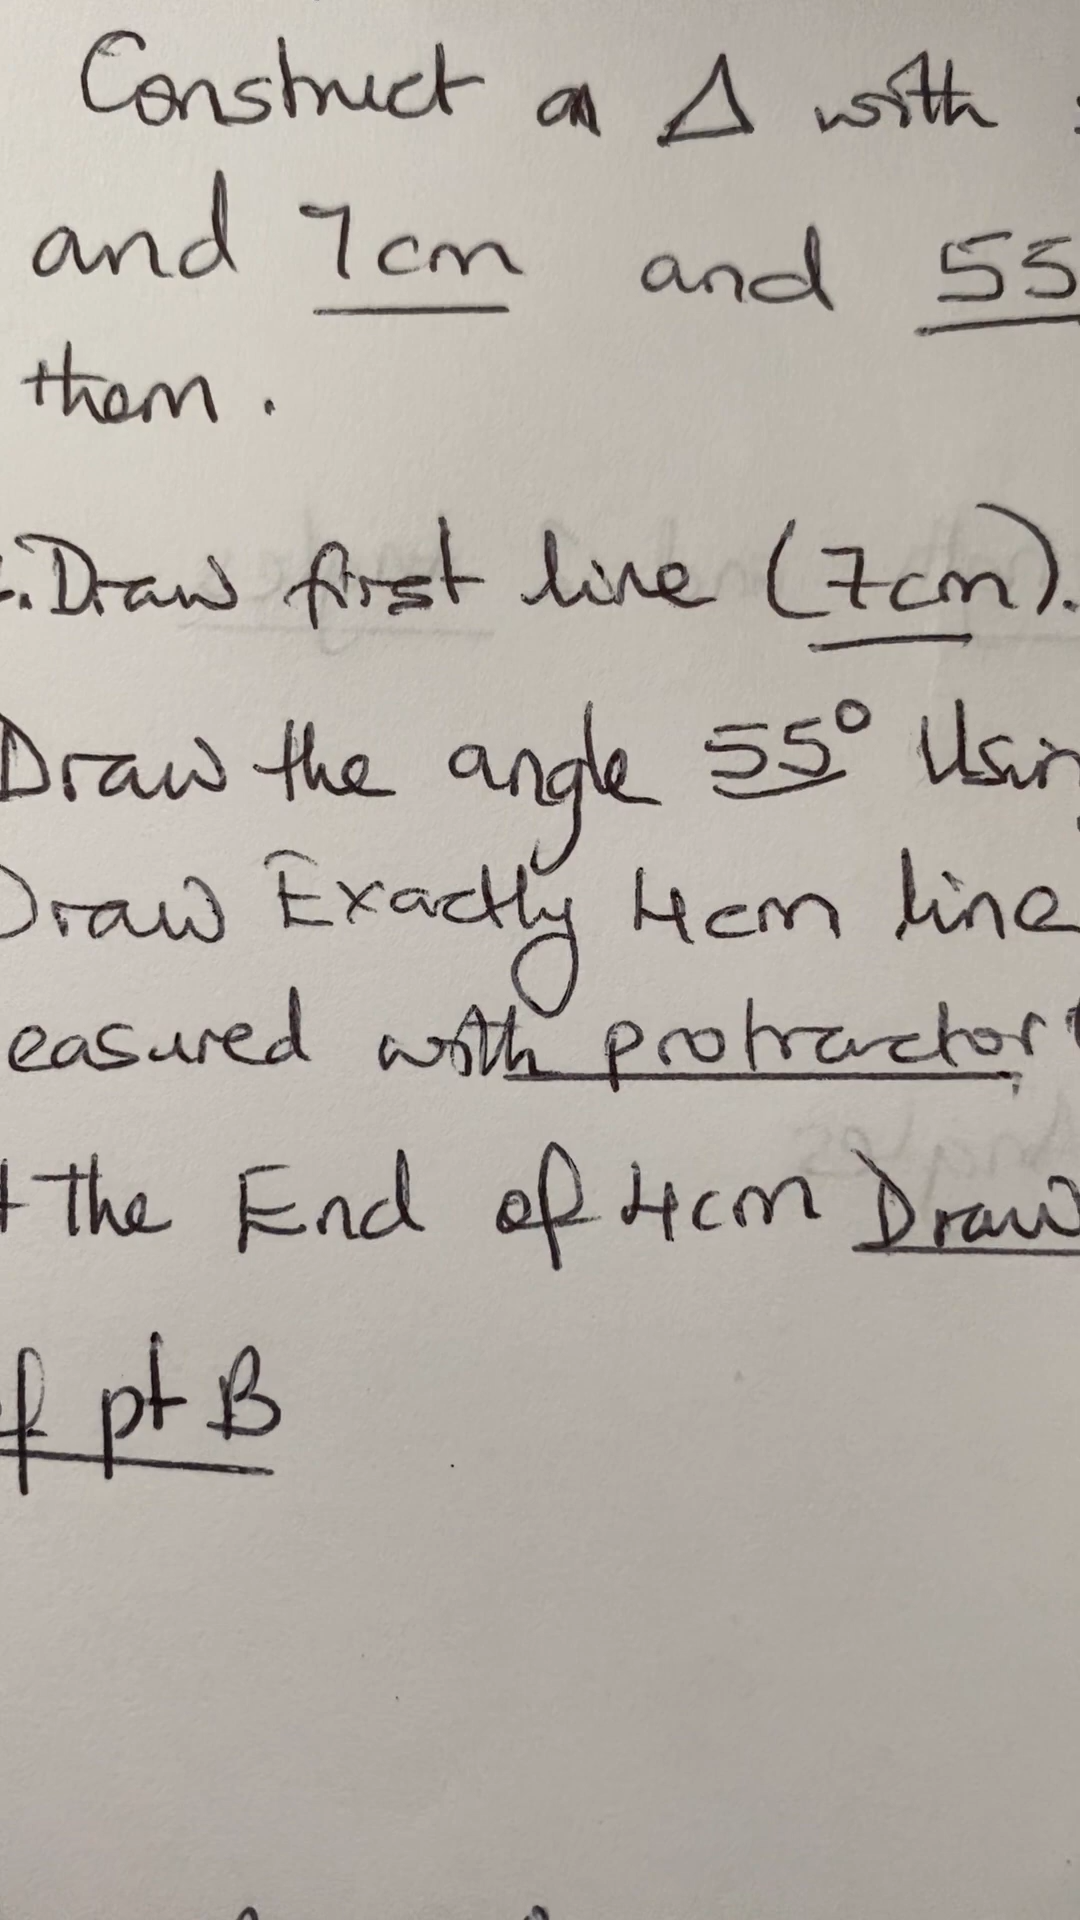 Construct an Δ with
and 7cm and 55
them.
.Draw first line (7cm).
Draw the angle 55° Usin
Draw Exactly 4cm line
easured with protractor
the End of 4cm Draw
f pt B